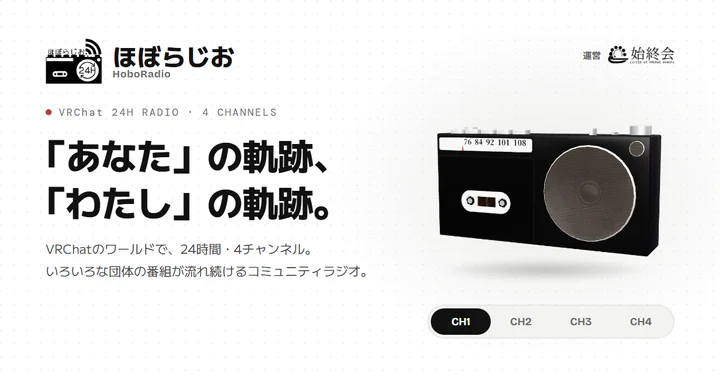 ほぼらじお
24H
ほぼらじお
HoboRadio
運営
始終会
VRChat 24H RADIO · 4 CHANNELS
「あなた」の軌跡、
「わたし」の軌跡。
VRChatのワールドで、24時間・4チャンネル。
いろいろな団体の番組が流れ続けるコミュニティラジオ。
76 84 92 101 108
CH1
CH2
CH3
CH4